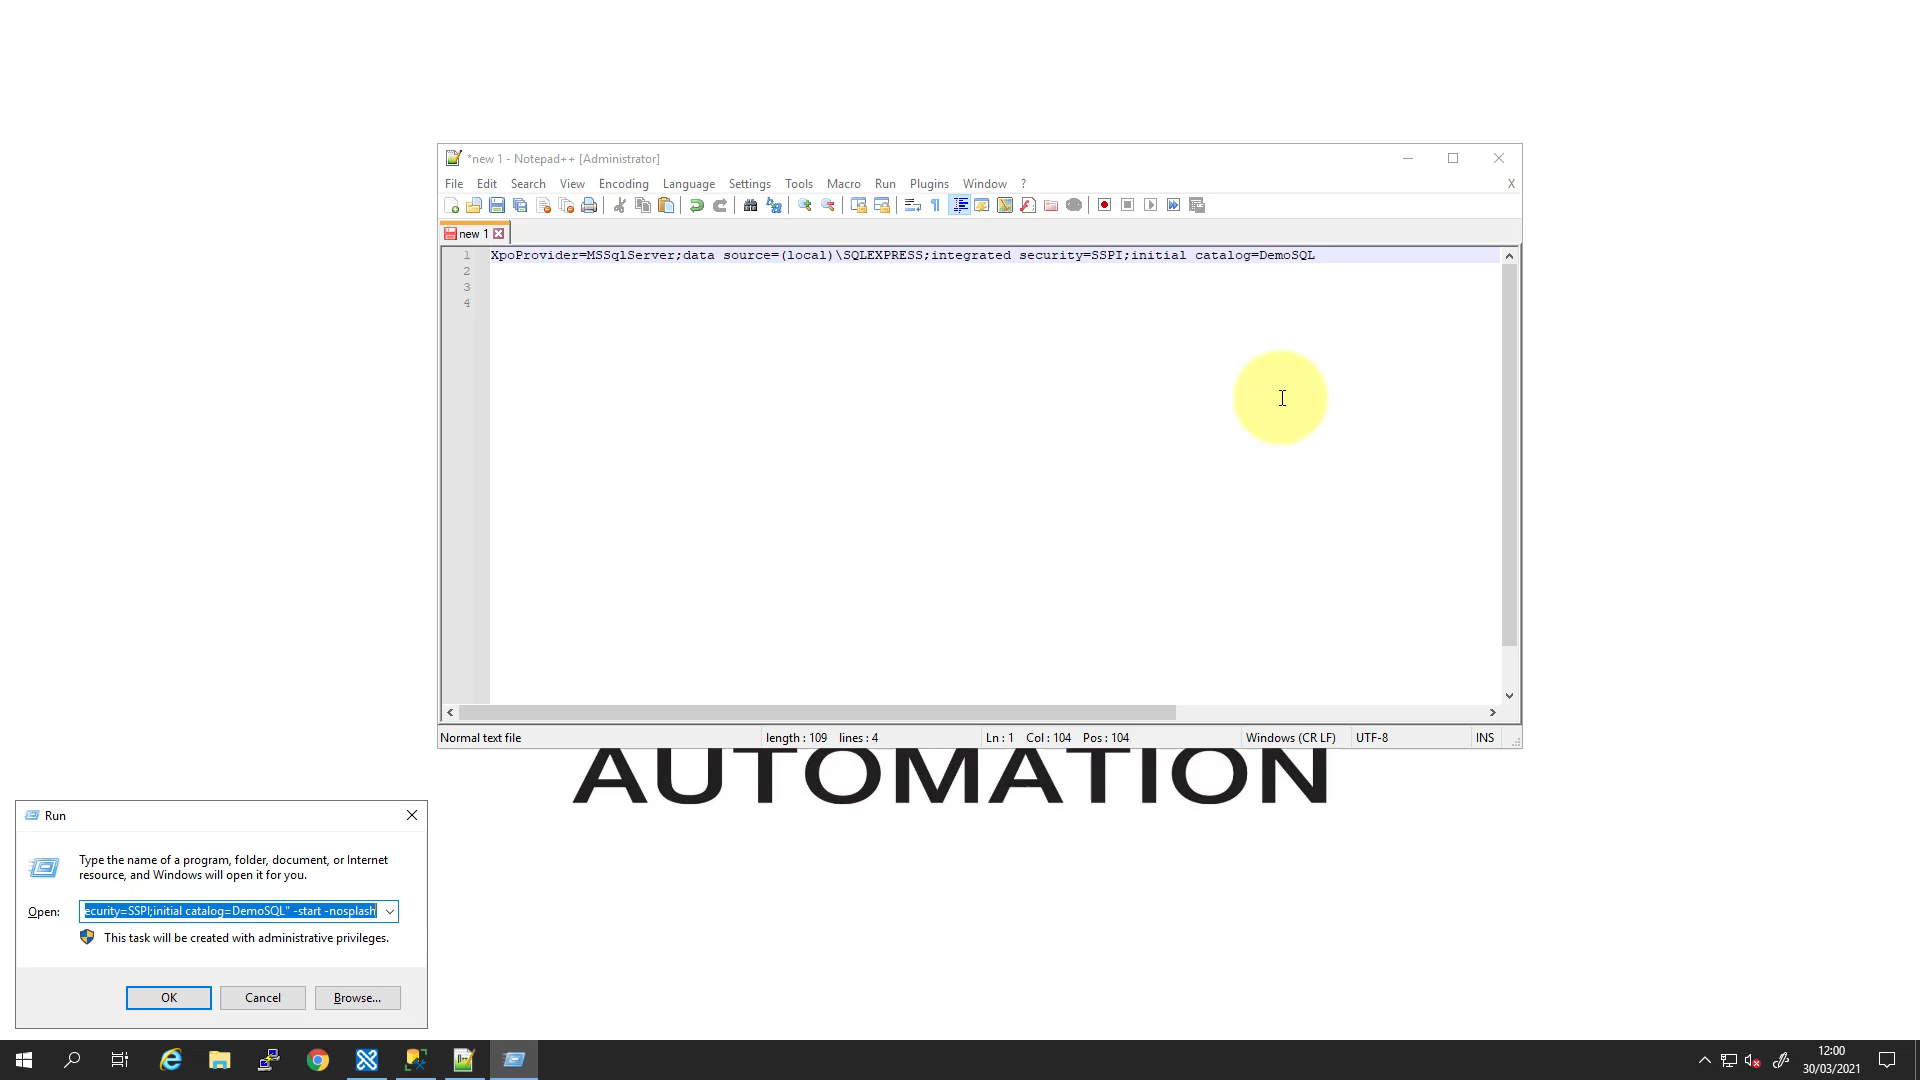 *new 1 - Notepad++ [Administrator]
File Edit Search View Encoding Language Settings Tools Macro Run Plugins Window ? X
new 1
1 XpoProvider=MSSqlServer;data source=(local)\SQLEXPRESS;integrated security=SSPI;initial catalog=DemoSQL
2
3
4
Normal text file length : 109 lines : 4 Ln : 1 Col : 104 Pos : 104 Windows (CR LF) UTF-8 INS
AUTOMATION
Run
Type the name of a program, folder, document, or Internet
resource, and Windows will open it for you.
Open: ecurity=SSPI;initial catalog=DemoSQL" -start -nosplash
This task will be created with administrative privileges.
OK Cancel Browse...
12:00
30/03/2021